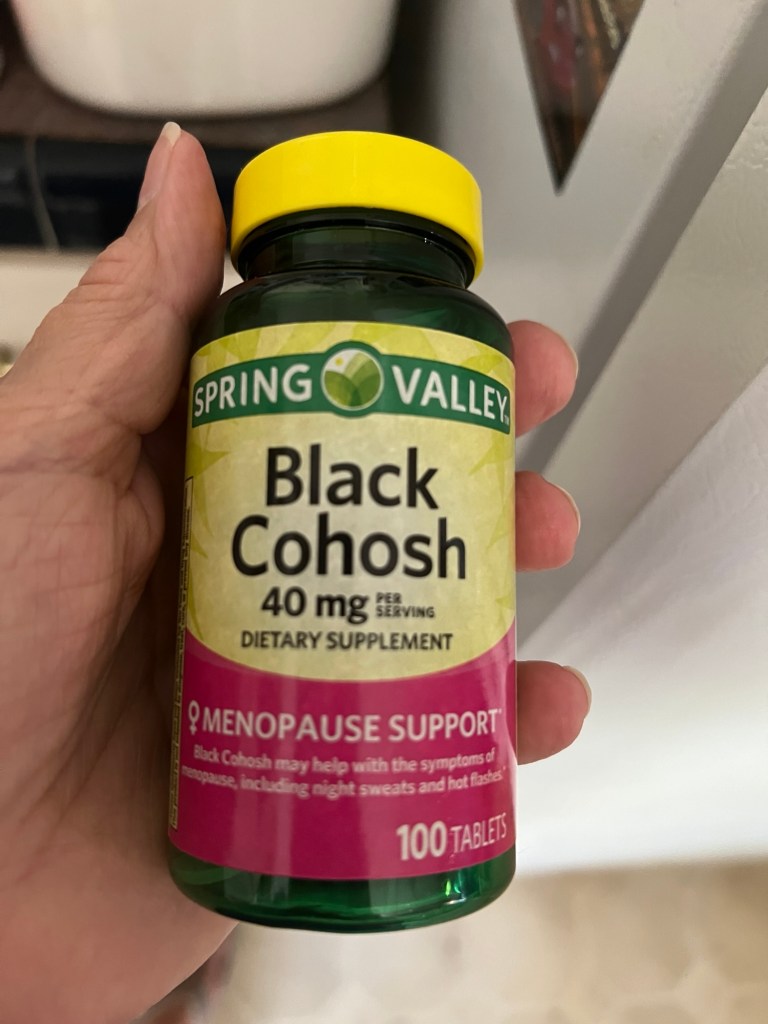 SPRING VALLEY™
Black
Cohosh
40 mg PER SERVING
DIETARY SUPPLEMENT
♀ MENOPAUSE SUPPORT*
Black Cohosh may help with the symptoms of
menopause, including night sweats and hot flashes*
100 TABLETS